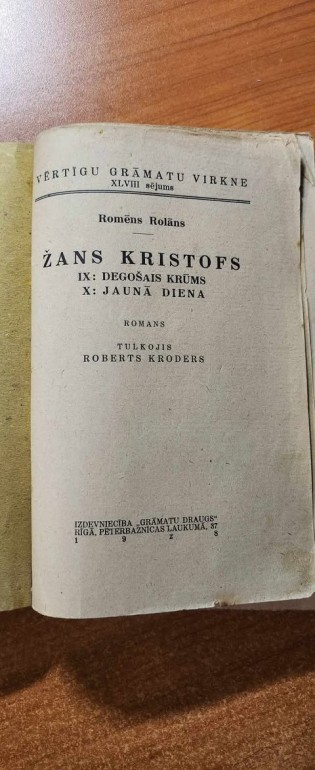 VĒRTĪGU GRĀMATU VIRKNE
XLVIII sējums
Romēns Rolāns
ŽANS KRISTOFS
IX: DEGOŠAIS KRŪMS
X: JAUNĀ DIENA
ROMANS
TULKOJIS
ROBERTS KRODERS
IZDEVNIECĪBA „GRĀMATU DRAUGS"
RĪGĀ, PĒTERBAZNĪCAS LAUKUMĀ, 37
1 9 2 8